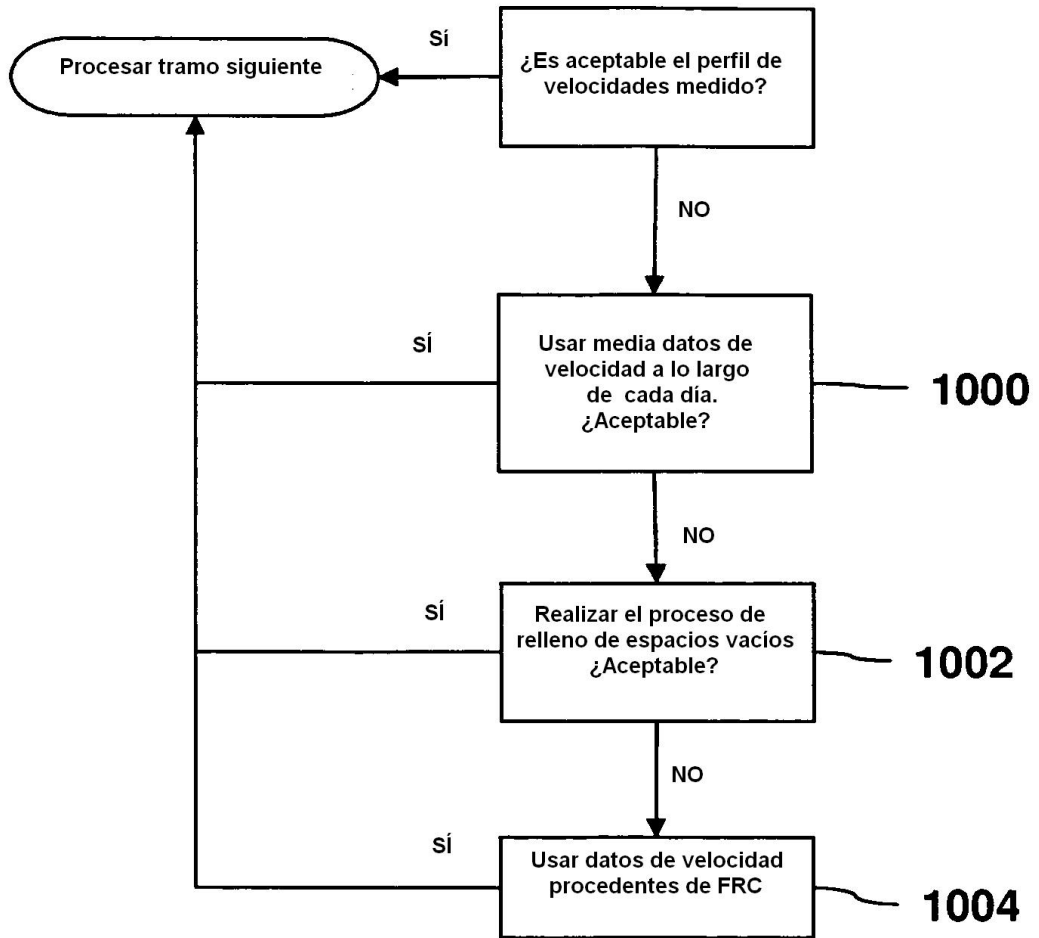 Procesar tramo siguiente
SÍ
¿Es aceptable el perfil de
velocidades medido?
NO
SÍ
Usar media datos de
velocidad a lo largo
de cada día.
¿Aceptable?
1000
NO
SÍ
Realizar el proceso de
relleno de espacios vacíos
¿Aceptable?
1002
NO
SÍ
Usar datos de velocidad
procedentes de FRC
1004